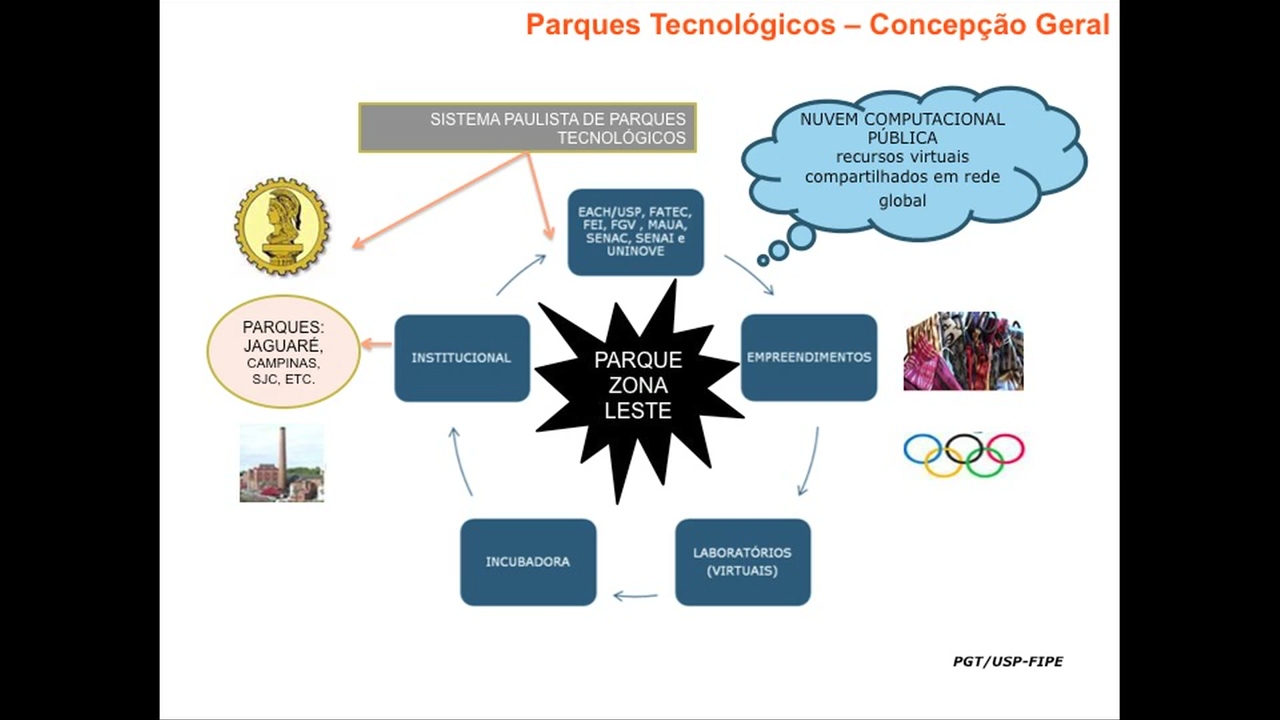 Parques Tecnológicos – Concepção Geral
SISTEMA PAULISTA DE PARQUES
TECNOLÓGICOS
NUVEM COMPUTACIONAL
PÚBLICA
recursos virtuais
compartilhados em rede
global
EACH/USP, FATEC,
FEI, FGV , MAUA,
SENAC, SENAI e
UNINOVE
PARQUES:
JAGUARÉ,
CAMPINAS,
SJC, ETC.
INSTITUCIONAL
PARQUE
ZONA
LESTE
EMPREENDIMENTOS
INCUBADORA
LABORATÓRIOS
(VIRTUAIS)
PGT/USP-FIPE